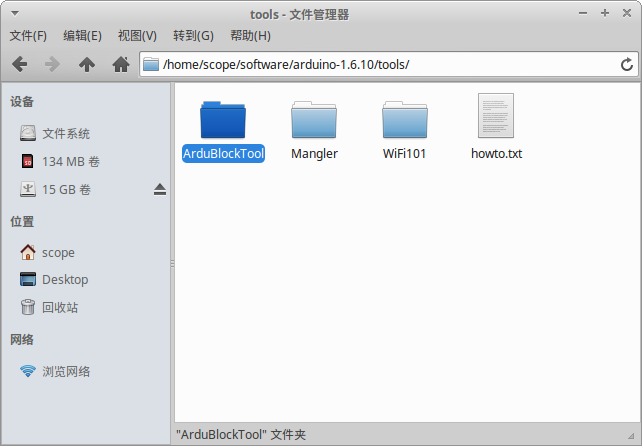 tools - 文件管理器
文件(F) 编辑(E) 视图(V) 转到(G) 帮助(H)
/home/scope/software/arduino-1.6.10/tools/
设备
文件系统
134 MB 卷
15 GB 卷
位置
scope
Desktop
回收站
网络
浏览网络
ArduBlockTool Mangler WiFi101 howto.txt
"ArduBlockTool" 文件夹